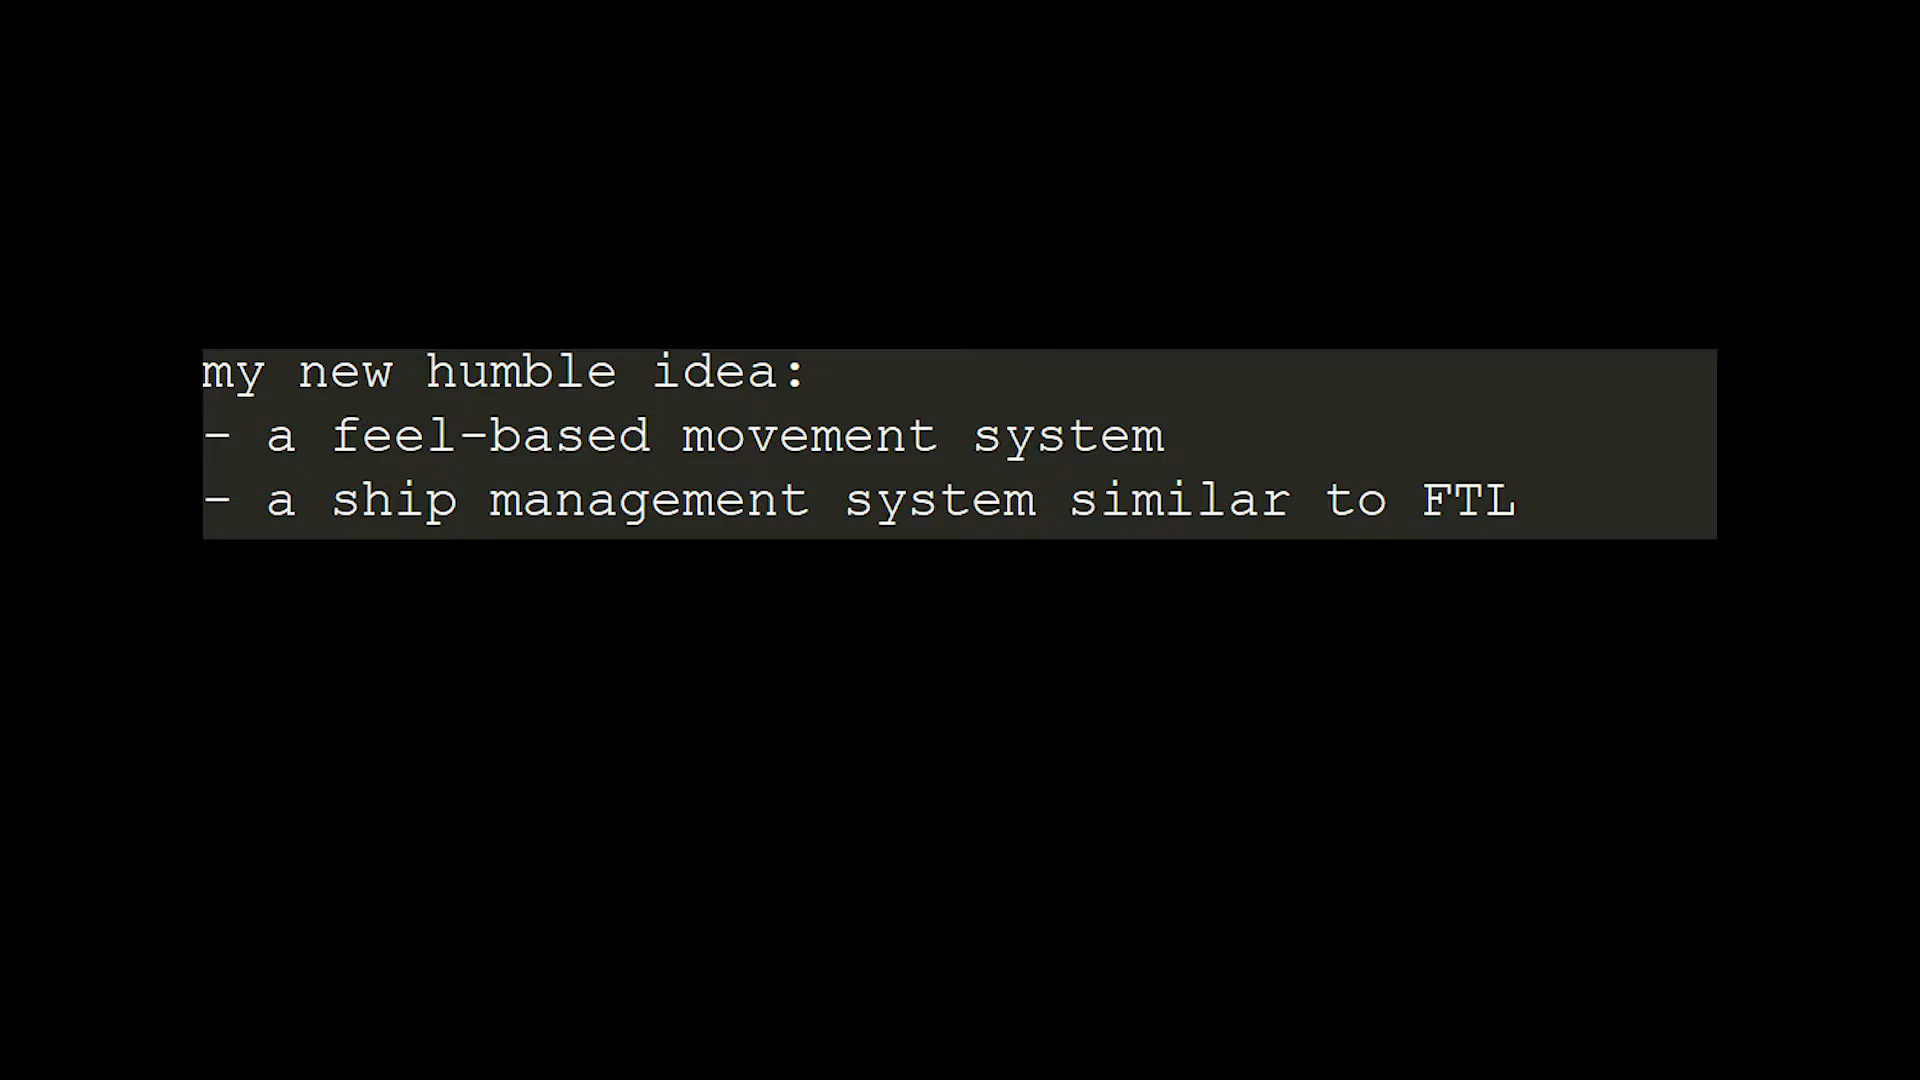 my new humble idea:
- a feel-based movement system
- a ship management system similar to FTL